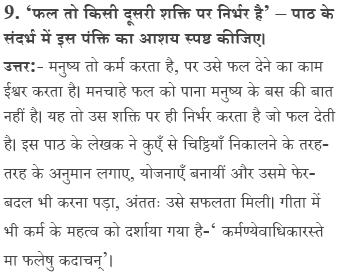 9. ‘फल तो किसी दूसरी शक्ति पर निर्भर है’ – पाठ के
संदर्भ में इस पंक्ति का आशय स्पष्ट कीजिए।
उत्तर:- मनुष्य तो कर्म करता है, पर उसे फल देने का काम
ईश्वर करता है। मनचाहे फल को पाना मनुष्य के बस की बात
नहीं है। यह तो उस शक्ति पर ही निर्भर करता है जो फल देती
है। इस पाठ के लेखक ने कुएँ से चिट्ठियाँ निकालने के तरह-
तरह के अनुमान लगाए, योजनाएँ बनायीं और उसमे फेर-
बदल भी करना पड़ा, अंततः उसे सफलता मिली। गीता में
भी कर्म के महत्व को दर्शाया गया है-‘ कर्मण्येवाधिकारस्ते
मा फलेषु कदाचन्’।